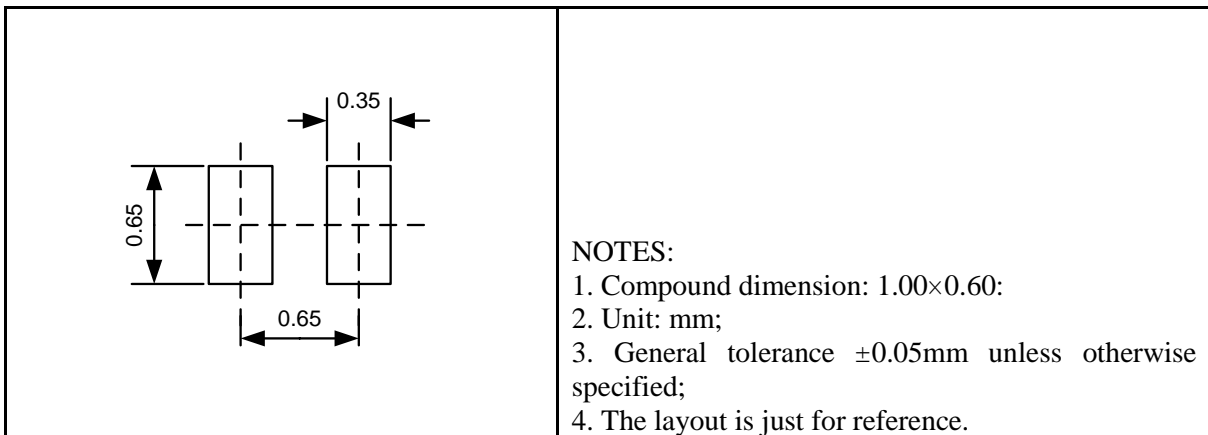 0.35
0.65
0.65
NOTES:
1. Compound dimension: 1.00×0.60:
2. Unit: mm;
3. General tolerance ±0.05mm unless otherwise
specified;
4. The layout is just for reference.